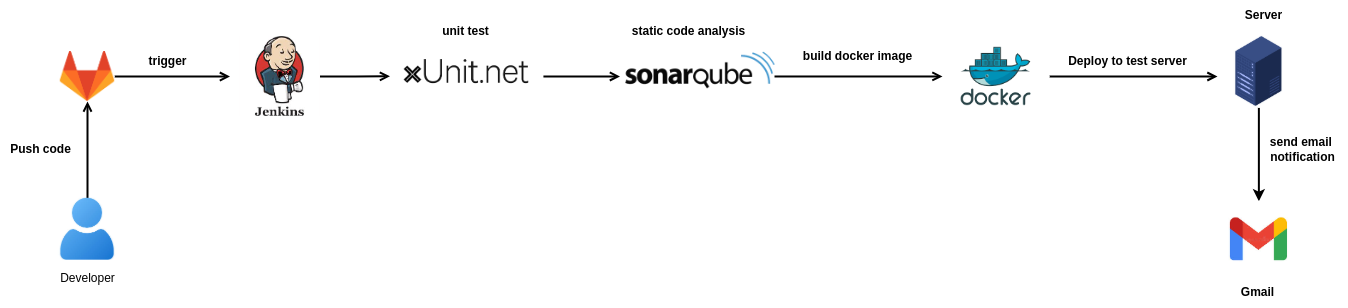 Server
unit test
static code analysis
trigger
build docker image
Deploy to test server
xUnit.net
sonarqube
docker
Jenkins
Push code
send email
notification
Developer
Gmail